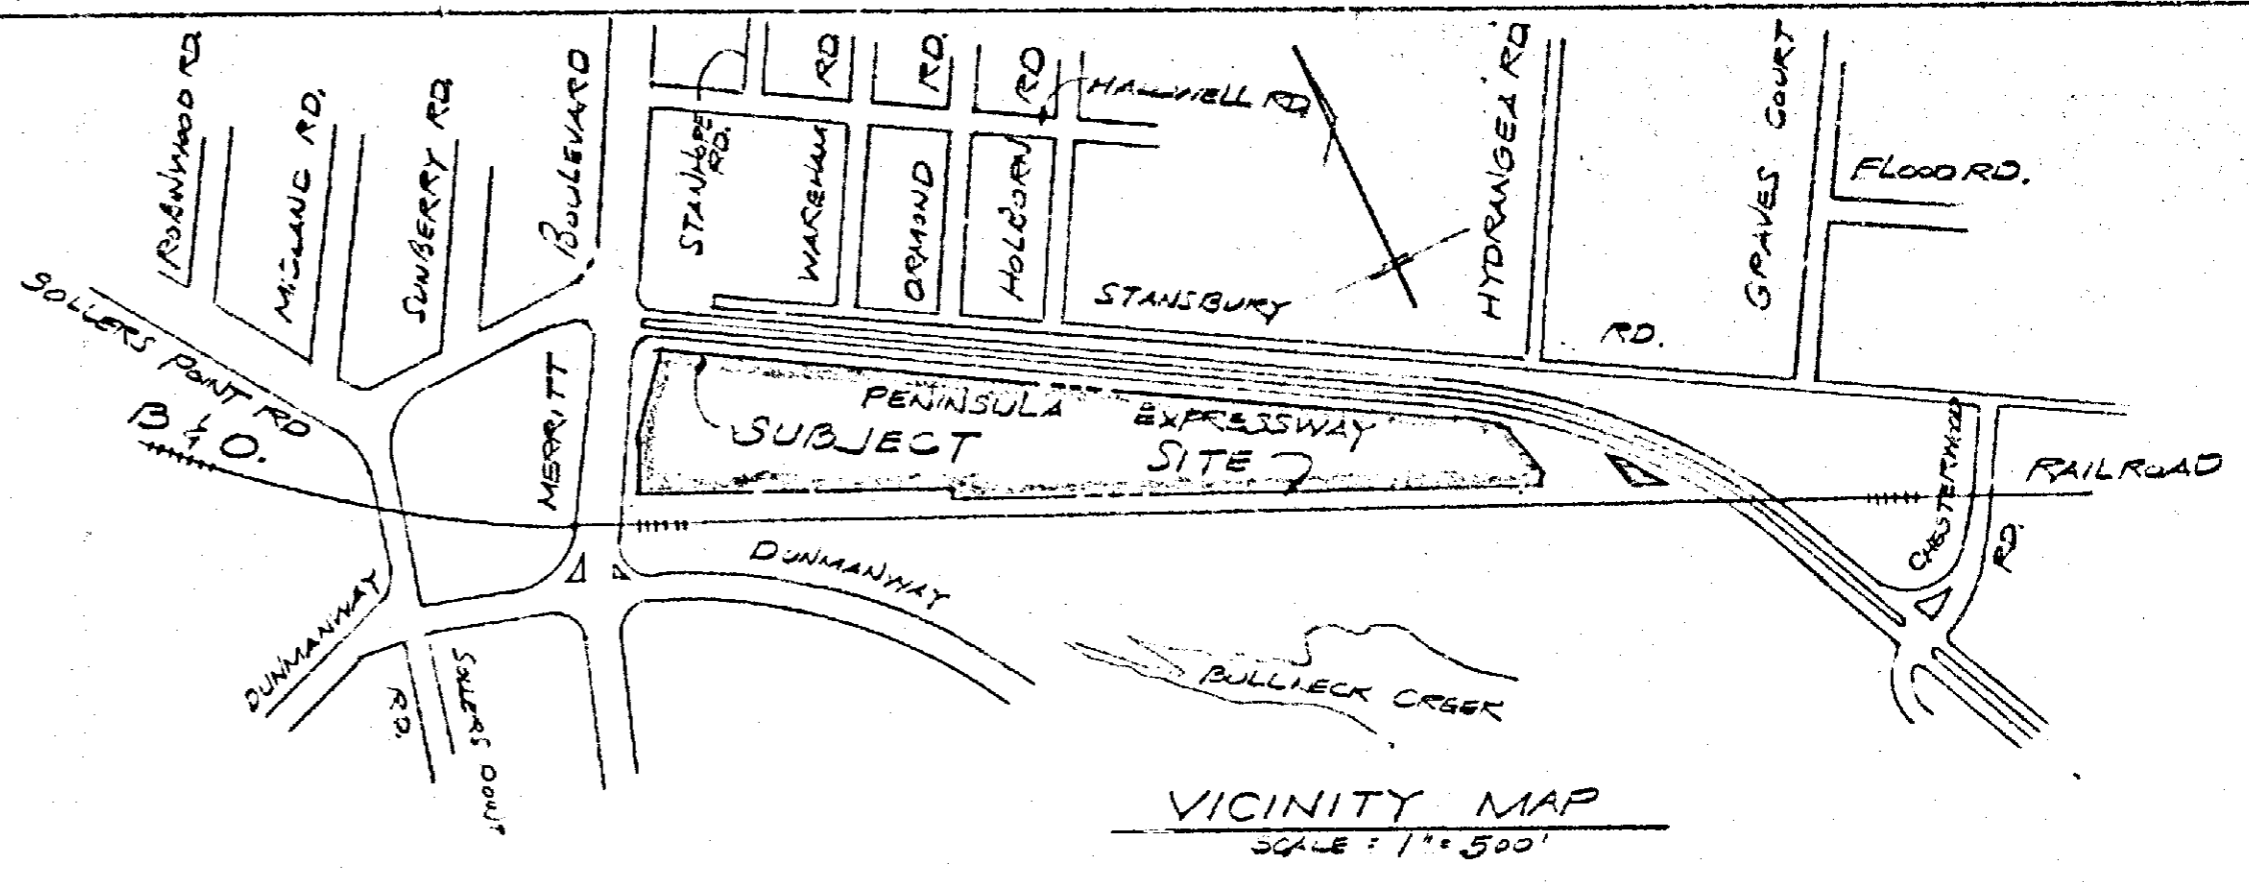 ROBINWOOD RD.
MIDLAND RD.
SUNBERRY RD.
MERRITT BOULEVARD
STANHOPE RD.
WAREHAM RD.
ORMOND RD.
HOLBORN RD
RD
HYDRANGEA RD.
GRAVES COURT
FLOOD RD.
STANSBURY RD.
SOLLERS POINT RD
B & O. RAILROAD
PENINSULA EXPRESSWAY
SUBJECT SITE
CHESTERWOOD RD.
DUNMANWAY
DUNMANWAY
SOLLERS POINT RD.
BULLNECK CREEK
VICINITY MAP
SCALE : 1" = 500'